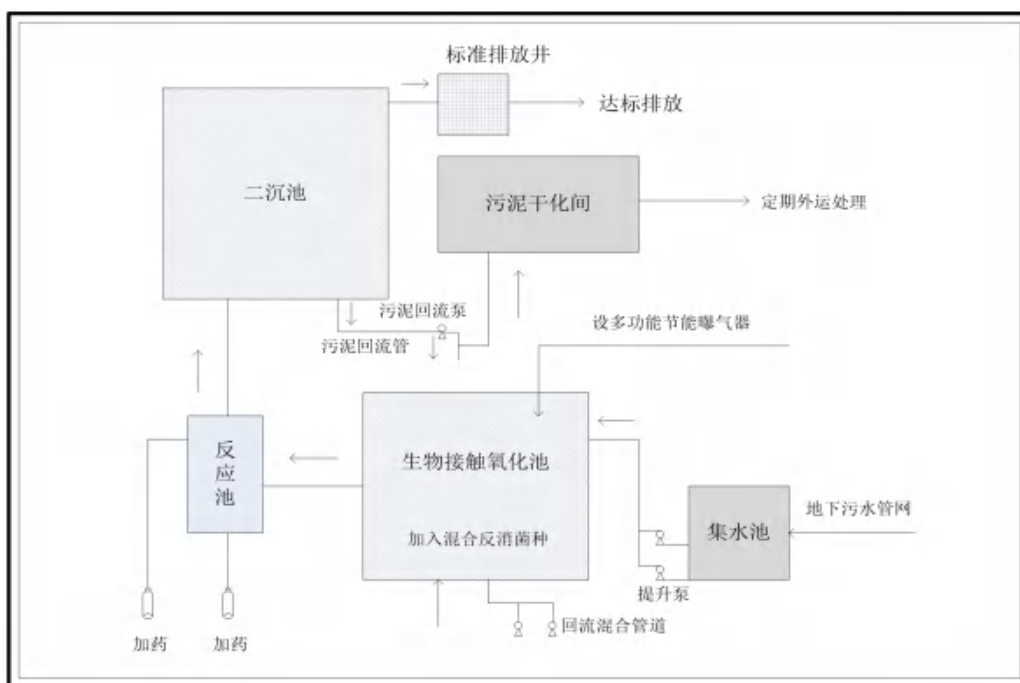 标准排放井
达标排放
二沉池
污泥干化间
定期外运处理
污泥回流泵
污泥回流管
设多功能节能曝气器
反应池
生物接触氧化池
加入混合反消菌种
地下污水管网
集水池
提升泵
回流混合管道
加药
加药